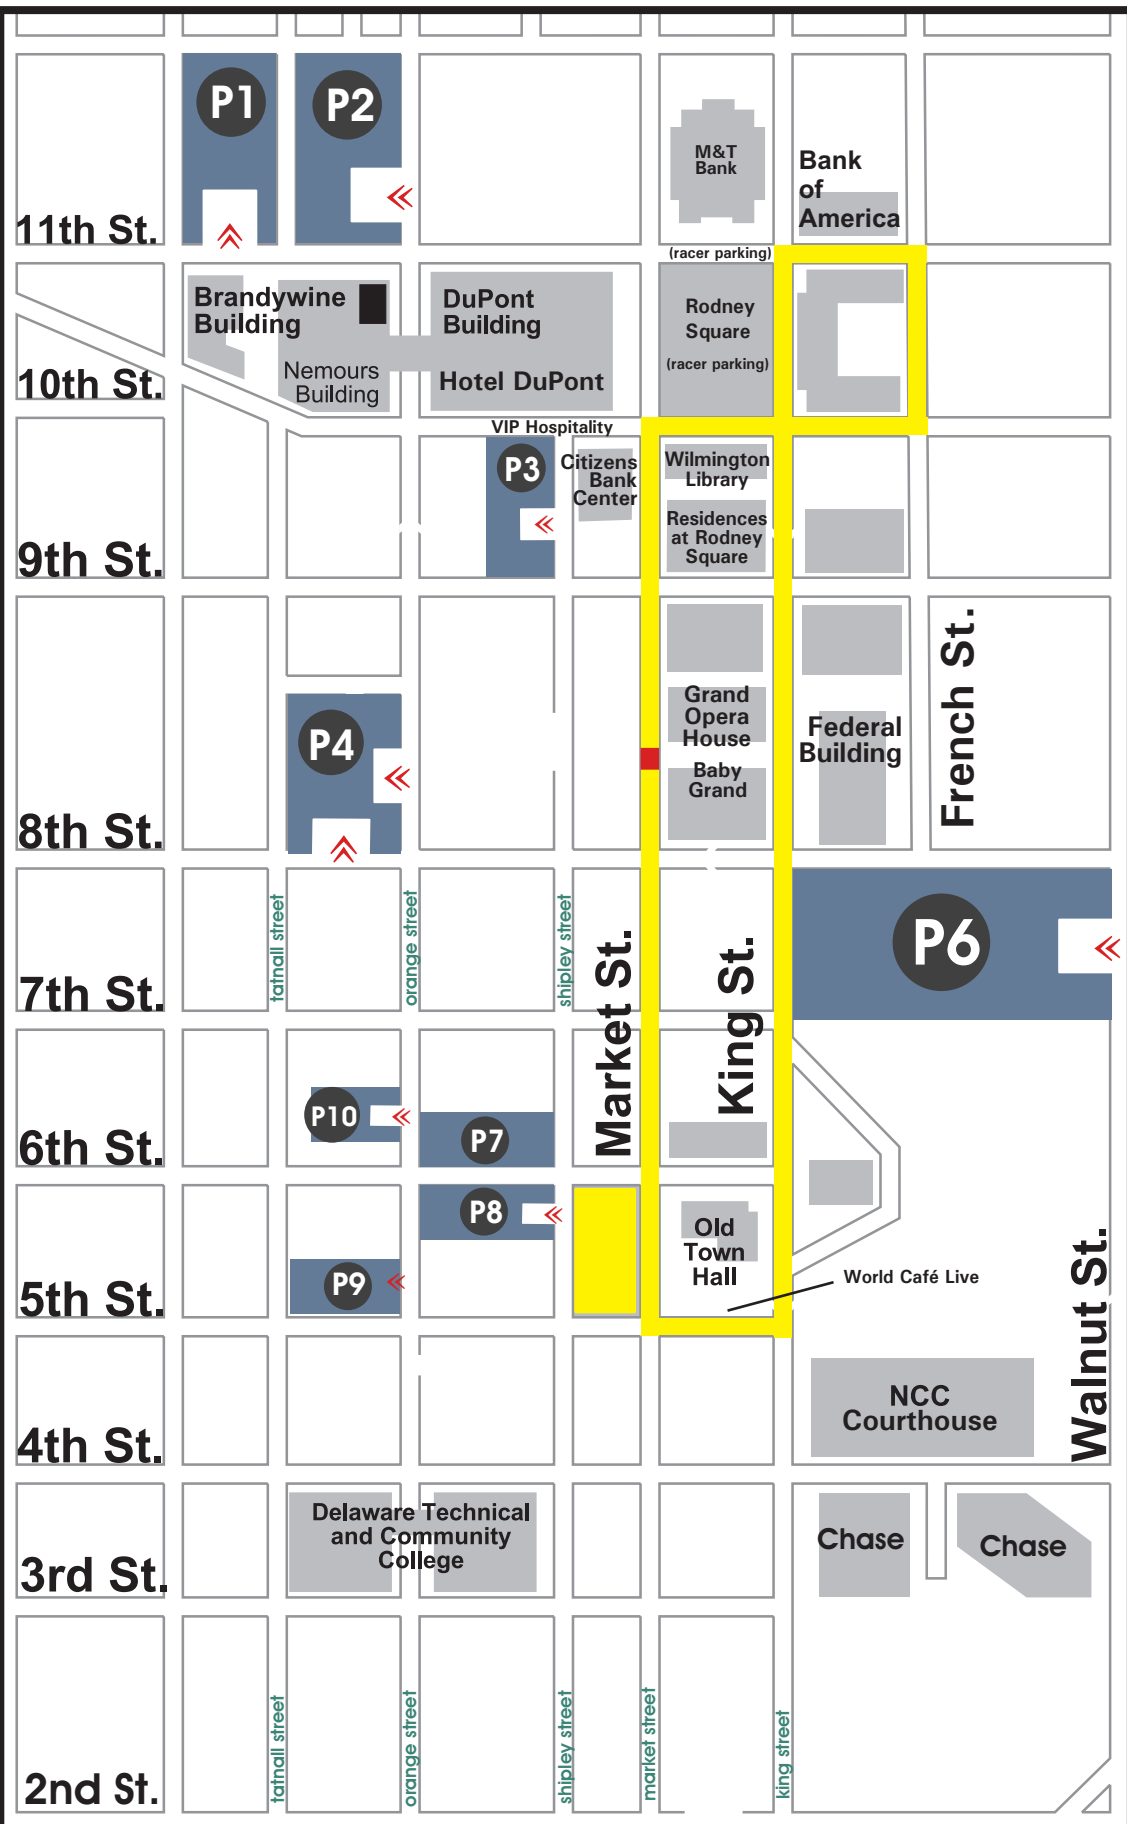 P1
P2
M&T
Bank
Bank
of
America
11th St.
(racer parking)
Brandywine
Building
DuPont
Building
Rodney
Square
(racer parking)
Nemours
Building
Hotel DuPont
10th St.
VIP Hospitality
P3
Citizens
Bank
Center
Wilmington
Library
Residences
at Rodney
Square
9th St.
French St.
Grand
Opera
House
Federal
Building
P4
Baby
Grand
8th St.
tatnall street
orange street
shipley street
Market St.
King St.
P6
7th St.
P10
P7
6th St.
P8
Old
Town
Hall
P9
World Café Live
5th St.
Walnut St.
NCC
Courthouse
4th St.
Delaware Technical
and Community
College
Chase
Chase
3rd St.
tatnall street
orange street
shipley street
market street
king street
2nd St.